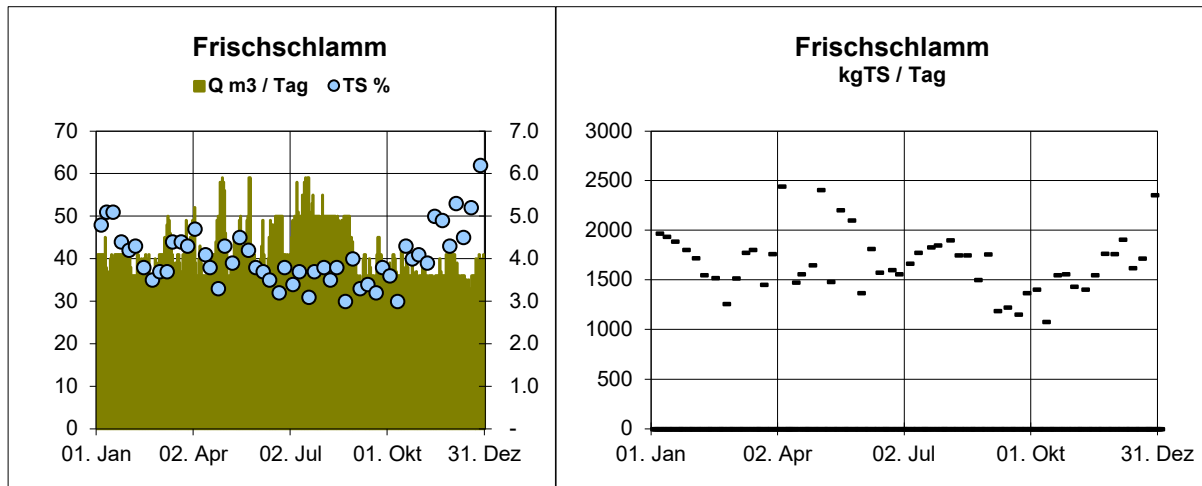 Frischschlamm
Q m3 / Tag TS %
70 7.0
60 6.0
50 5.0
40 4.0
30 3.0
20 2.0
10 1.0
0 -
01. Jan 02. Apr 02. Jul 01. Okt 31. Dez
Frischschlamm
kgTS / Tag
3000
2500
2000
1500
1000
500
0
01. Jan 02. Apr 02. Jul 01. Okt 31. Dez